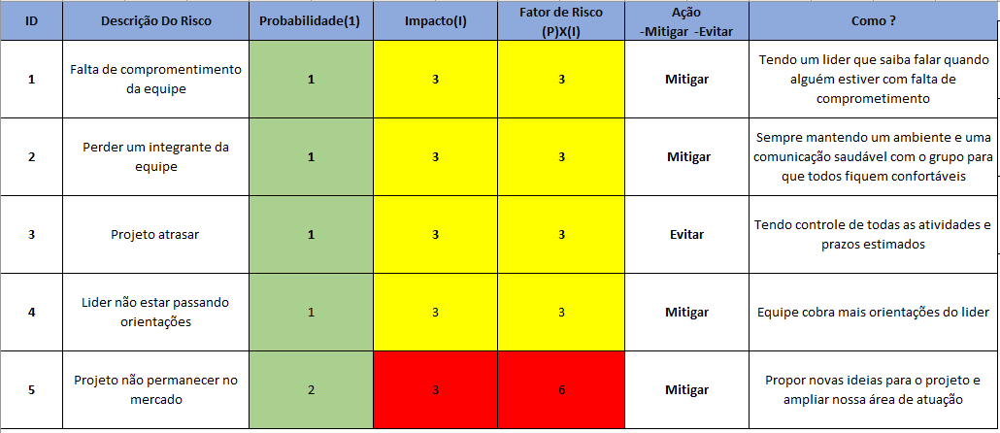 ID
Descrição Do Risco
Probabilidade(1)
Impacto(I)
Fator de Risco
(P)X(I)
Ação
-Mitigar -Evitar
Como ?
1
Falta de compromentimento
da equipe
1
3
3
Mitigar
Tendo um lider que saiba falar quando
alguém estiver com falta de
comprometimento
2
Perder um integrante da
equipe
1
3
3
Mitigar
Sempre mantendo um ambiente e uma
comunicação saudável com o grupo para
que todos fiquem confortáveis
3
Projeto atrasar
1
3
3
Evitar
Tendo controle de todas as atividades e
prazos estimados
4
Lider não estar passando
orientações
1
3
3
Mitigar
Equipe cobra mais orientações do lider
5
Projeto não permanecer no
mercado
2
3
6
Mitigar
Propor novas ideias para o projeto e
ampliar nossa área de atuação